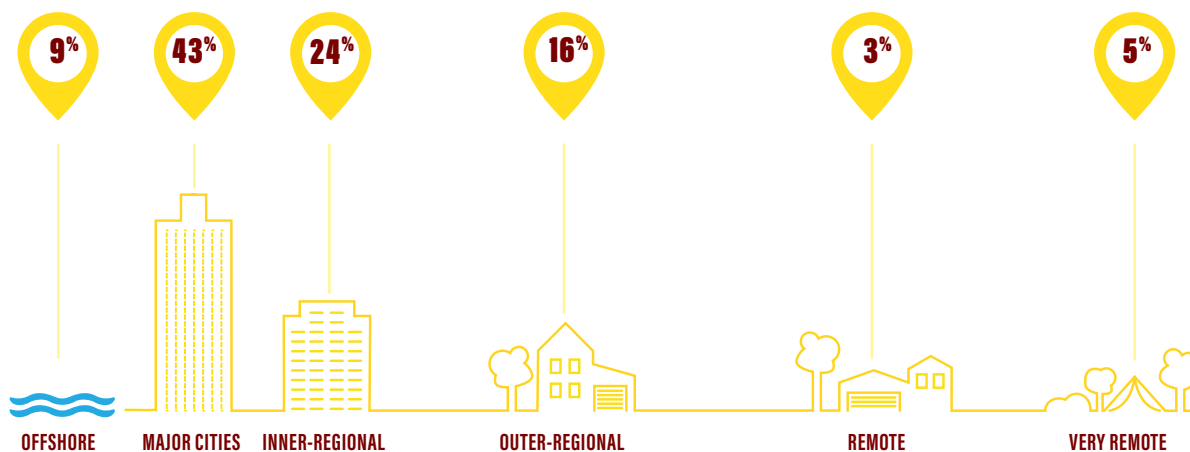 9% 43% 24% 16% 3% 5%
OFFSHORE MAJOR CITIES INNER-REGIONAL OUTER-REGIONAL REMOTE VERY REMOTE